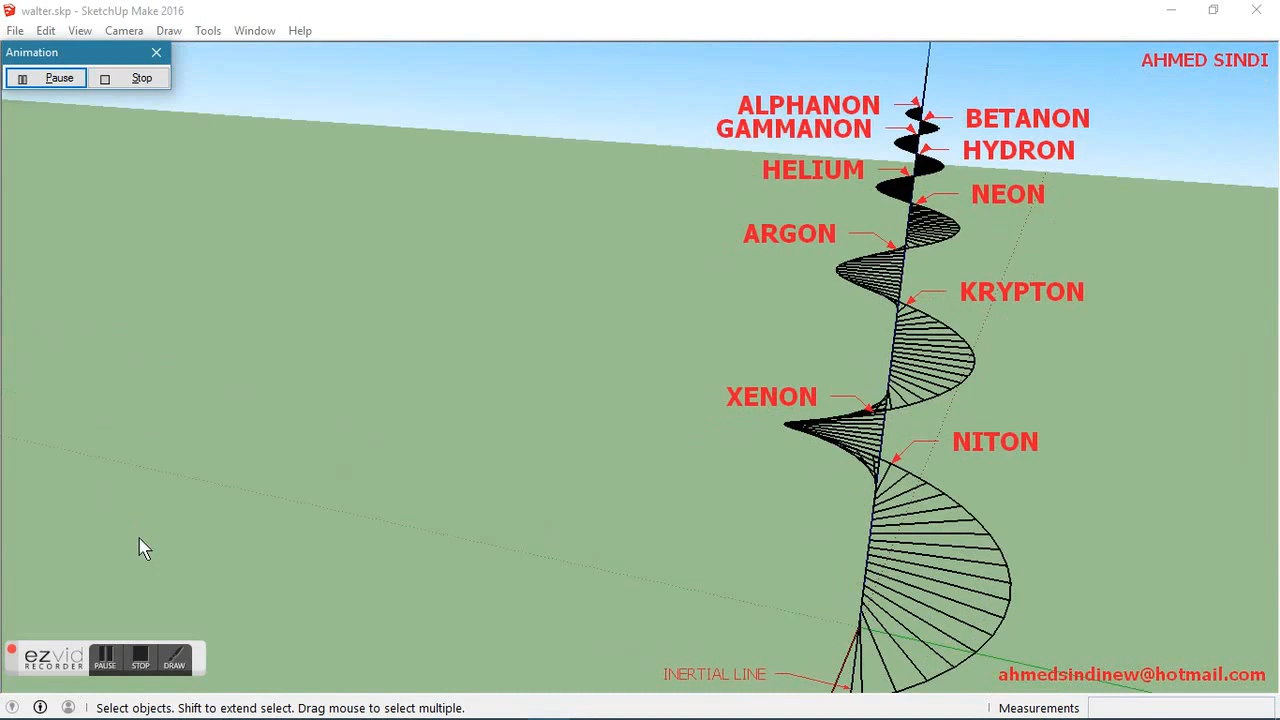 walter.skp - SketchUp Make 2016
File Edit View Camera Draw Tools Window Help
Animation
Pause Stop
AHMED SINDI
ALPHANON
BETANON
GAMMANON
HYDRON
HELIUM
NEON
ARGON
KRYPTON
XENON
NITON
INERTIAL LINE
ahmedsindinew@hotmail.com
ezvid
RECORDER
PAUSE STOP DRAW
Select objects. Shift to extend select. Drag mouse to select multiple.
Measurements